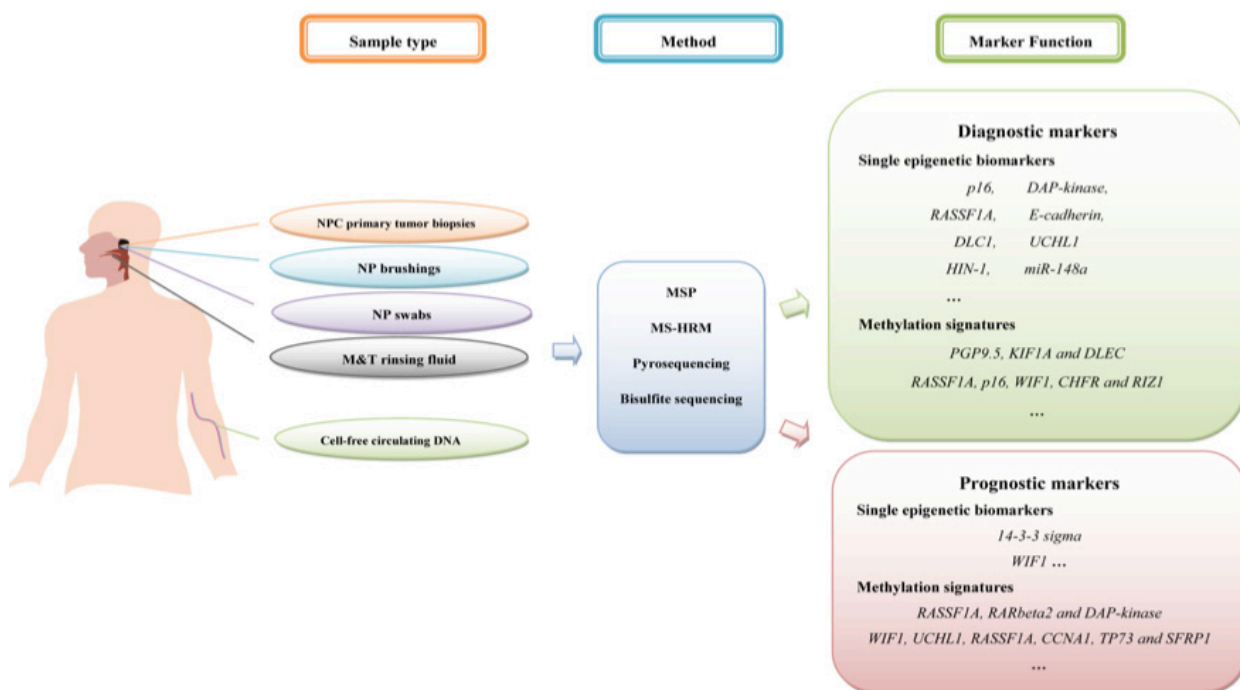 Sample type
Method
Marker Function
NPC primary tumor biopsies
NP brushings
NP swabs
M&T rinsing fluid
Cell-free circulating DNA
MSP
MS-HRM
Pyrosequencing
Bisulfite sequencing
Diagnostic markers
Single epigenetic biomarkers
p16, DAP-kinase,
RASSF1A, E-cadherin,
DLC1, UCHL1
HIN-1, miR-148a
...
Methylation signatures
PGP9.5, KIF1A and DLEC
RASSF1A, p16, WIF1, CHFR and RIZ1
...
Prognostic markers
Single epigenetic biomarkers
14-3-3 sigma
WIF1 ...
Methylation signatures
RASSF1A, RARbeta2 and DAP-kinase
WIF1, UCHL1, RASSF1A, CCNA1, TP73 and SFRP1
...